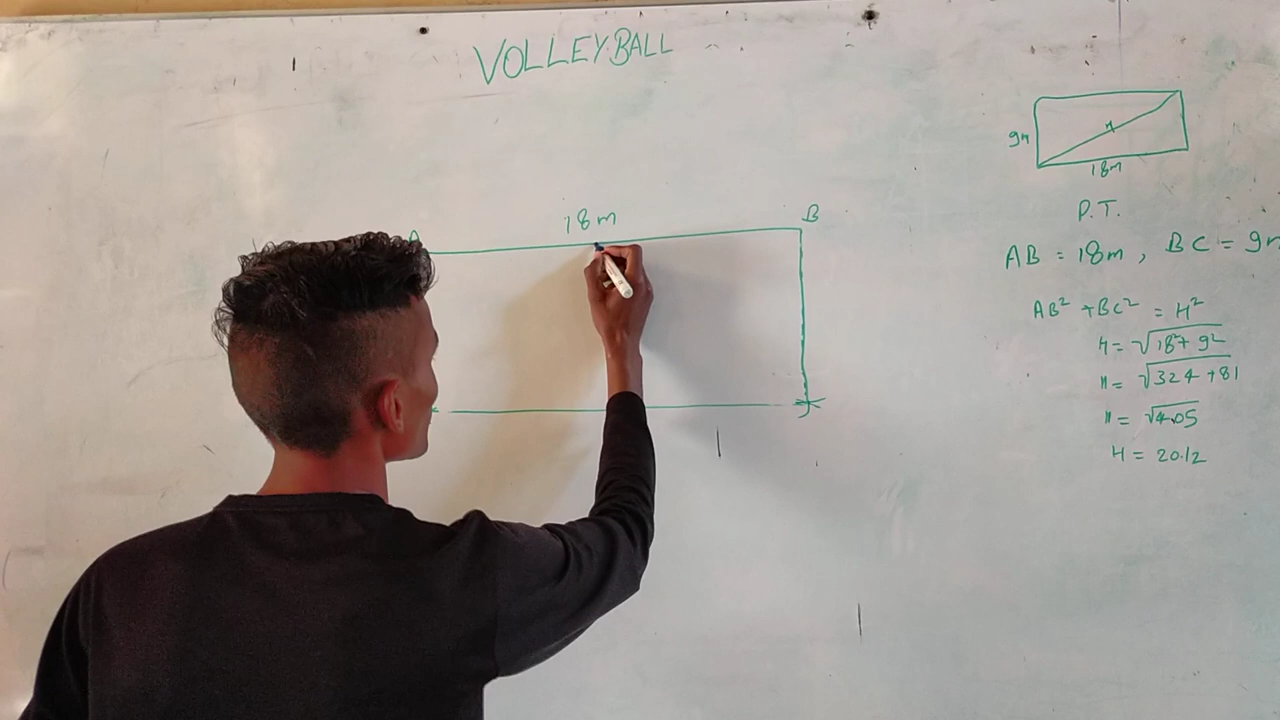 VOLLEYBALL
9m
H
18m
18m
A
B
P.T.
AB = 18m, BC = 9m
AB² + BC² = H²
H = √18² + 9²
H = √324 + 81
H = √405
H = 20.12